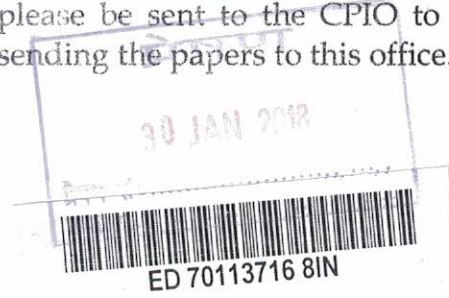 please be sent to the CPIO to
sending the papers to this office.
30 JAN 2018
ED 70113716 8IN